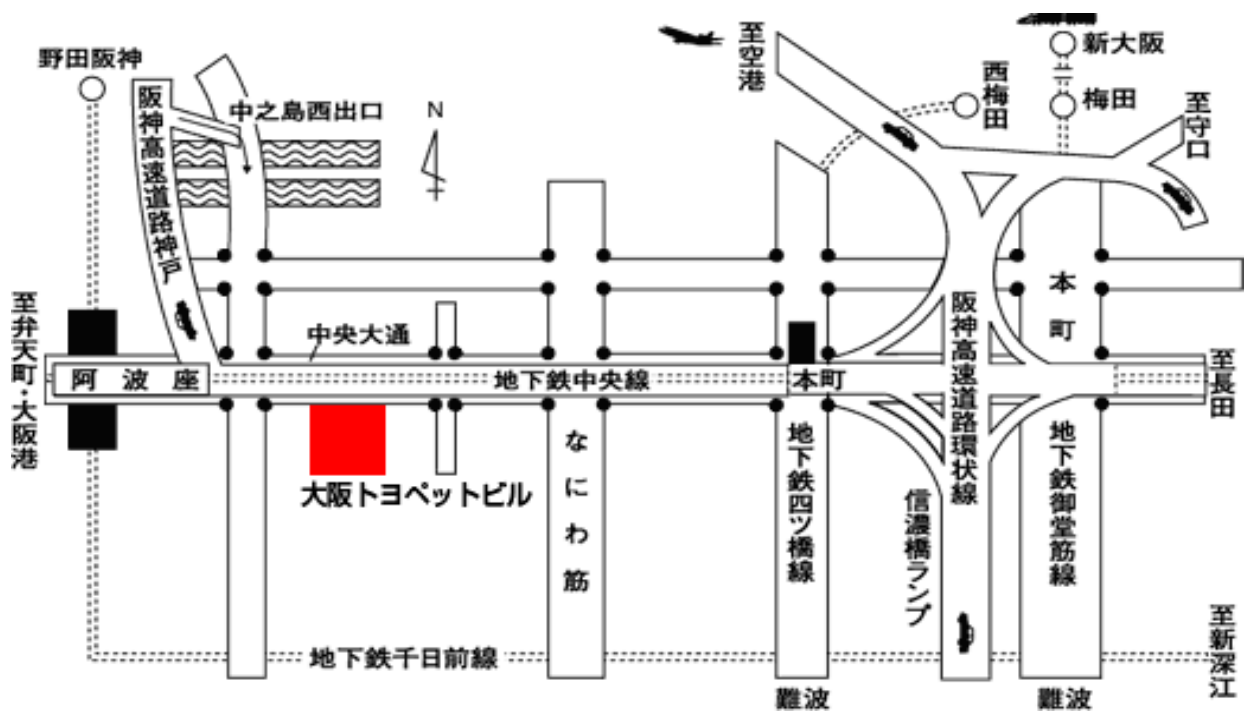 野田阪神
阪神高速道路神戸
中之島西出口
N
至空港
西梅田
新大阪
梅田
至守口
本町
至弁天町・大阪港
阿波座
中央大通
地下鉄中央線
本町
阪神高速道路環状線
至長田
大阪トヨペットビル
なにわ筋
地下鉄四ツ橋線
信濃橋ランプ
地下鉄御堂筋線
地下鉄千日前線
至新深江
難波
難波